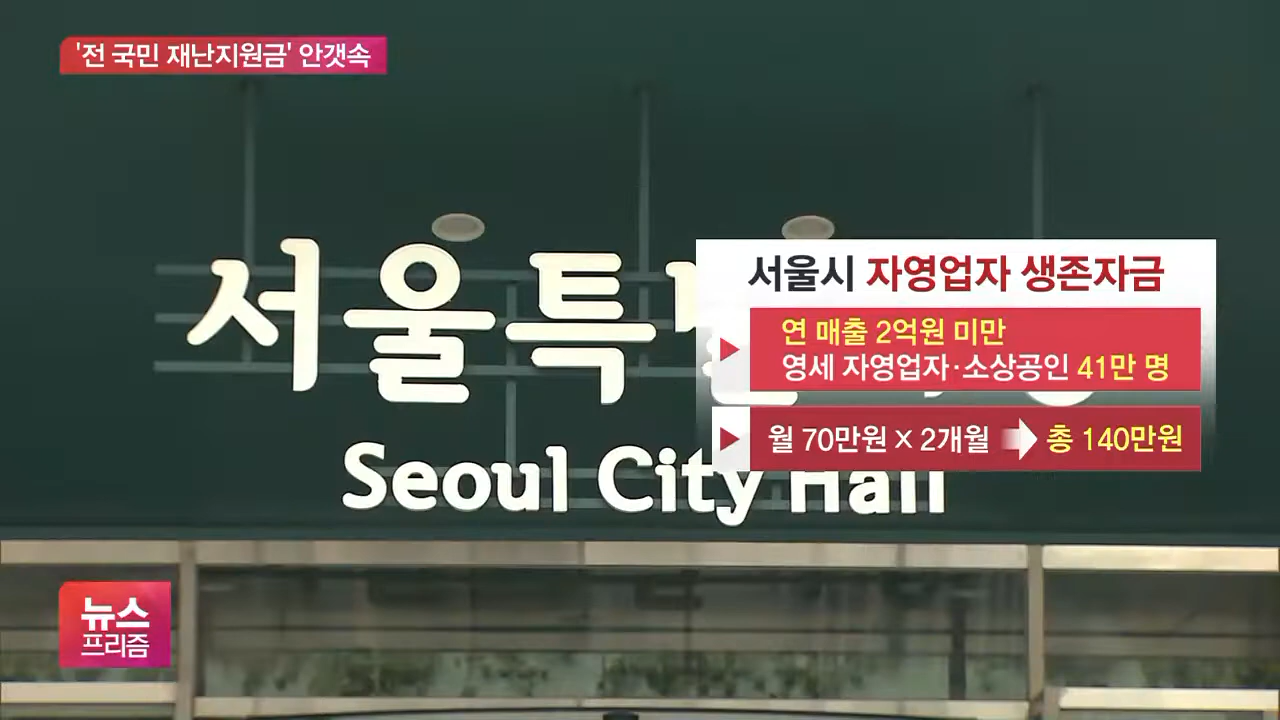 '전 국민 재난지원금' 안갯속
서울특
Seoul City Hall
서울시 자영업자 생존자금
연 매출 2억원 미만
영세 자영업자·소상공인 41만 명
월 70만원 X 2개월 총 140만원
뉴스
프리즘